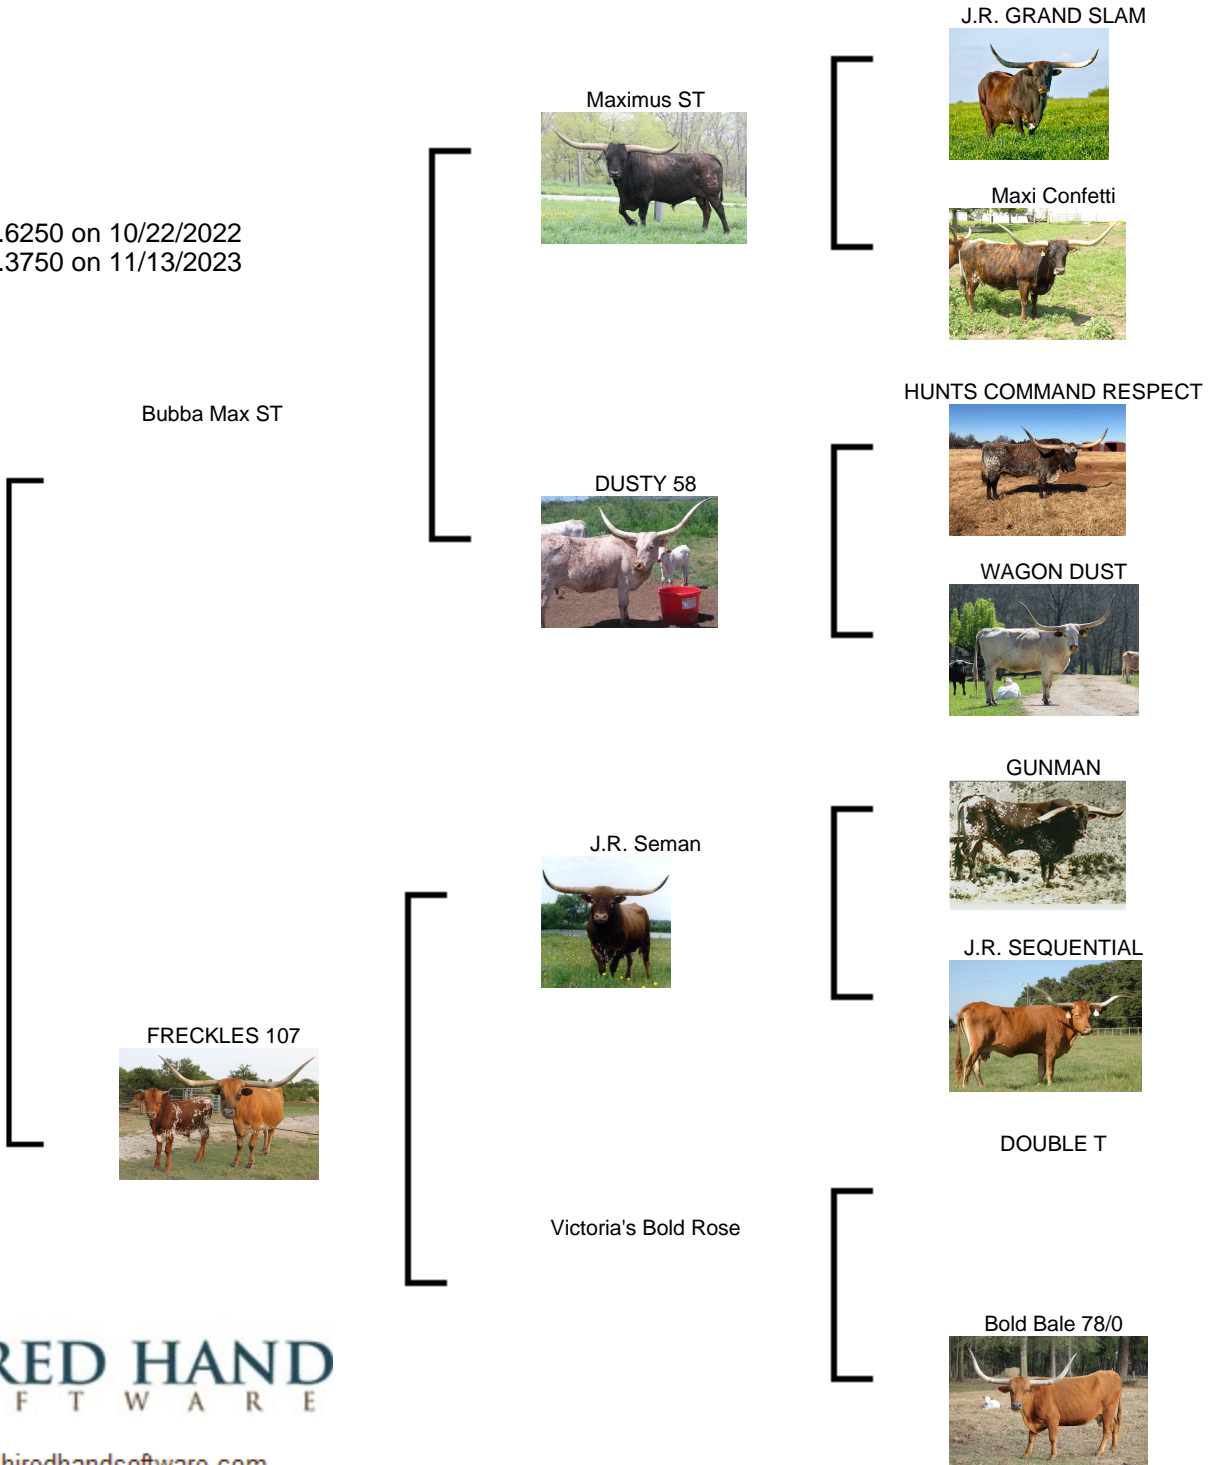 J.R. GRAND SLAM
Maximus ST
Maxi Confetti
.6250 on 10/22/2022
.3750 on 11/13/2023
HUNTS COMMAND RESPECT
Bubba Max ST
DUSTY 58
WAGON DUST
GUNMAN
J.R. Seman
J.R. SEQUENTIAL
FRECKLES 107
DOUBLE T
Victoria's Bold Rose
Bold Bale 78/0
RED HAND
F T W A R E
hiredhandsoftware.com